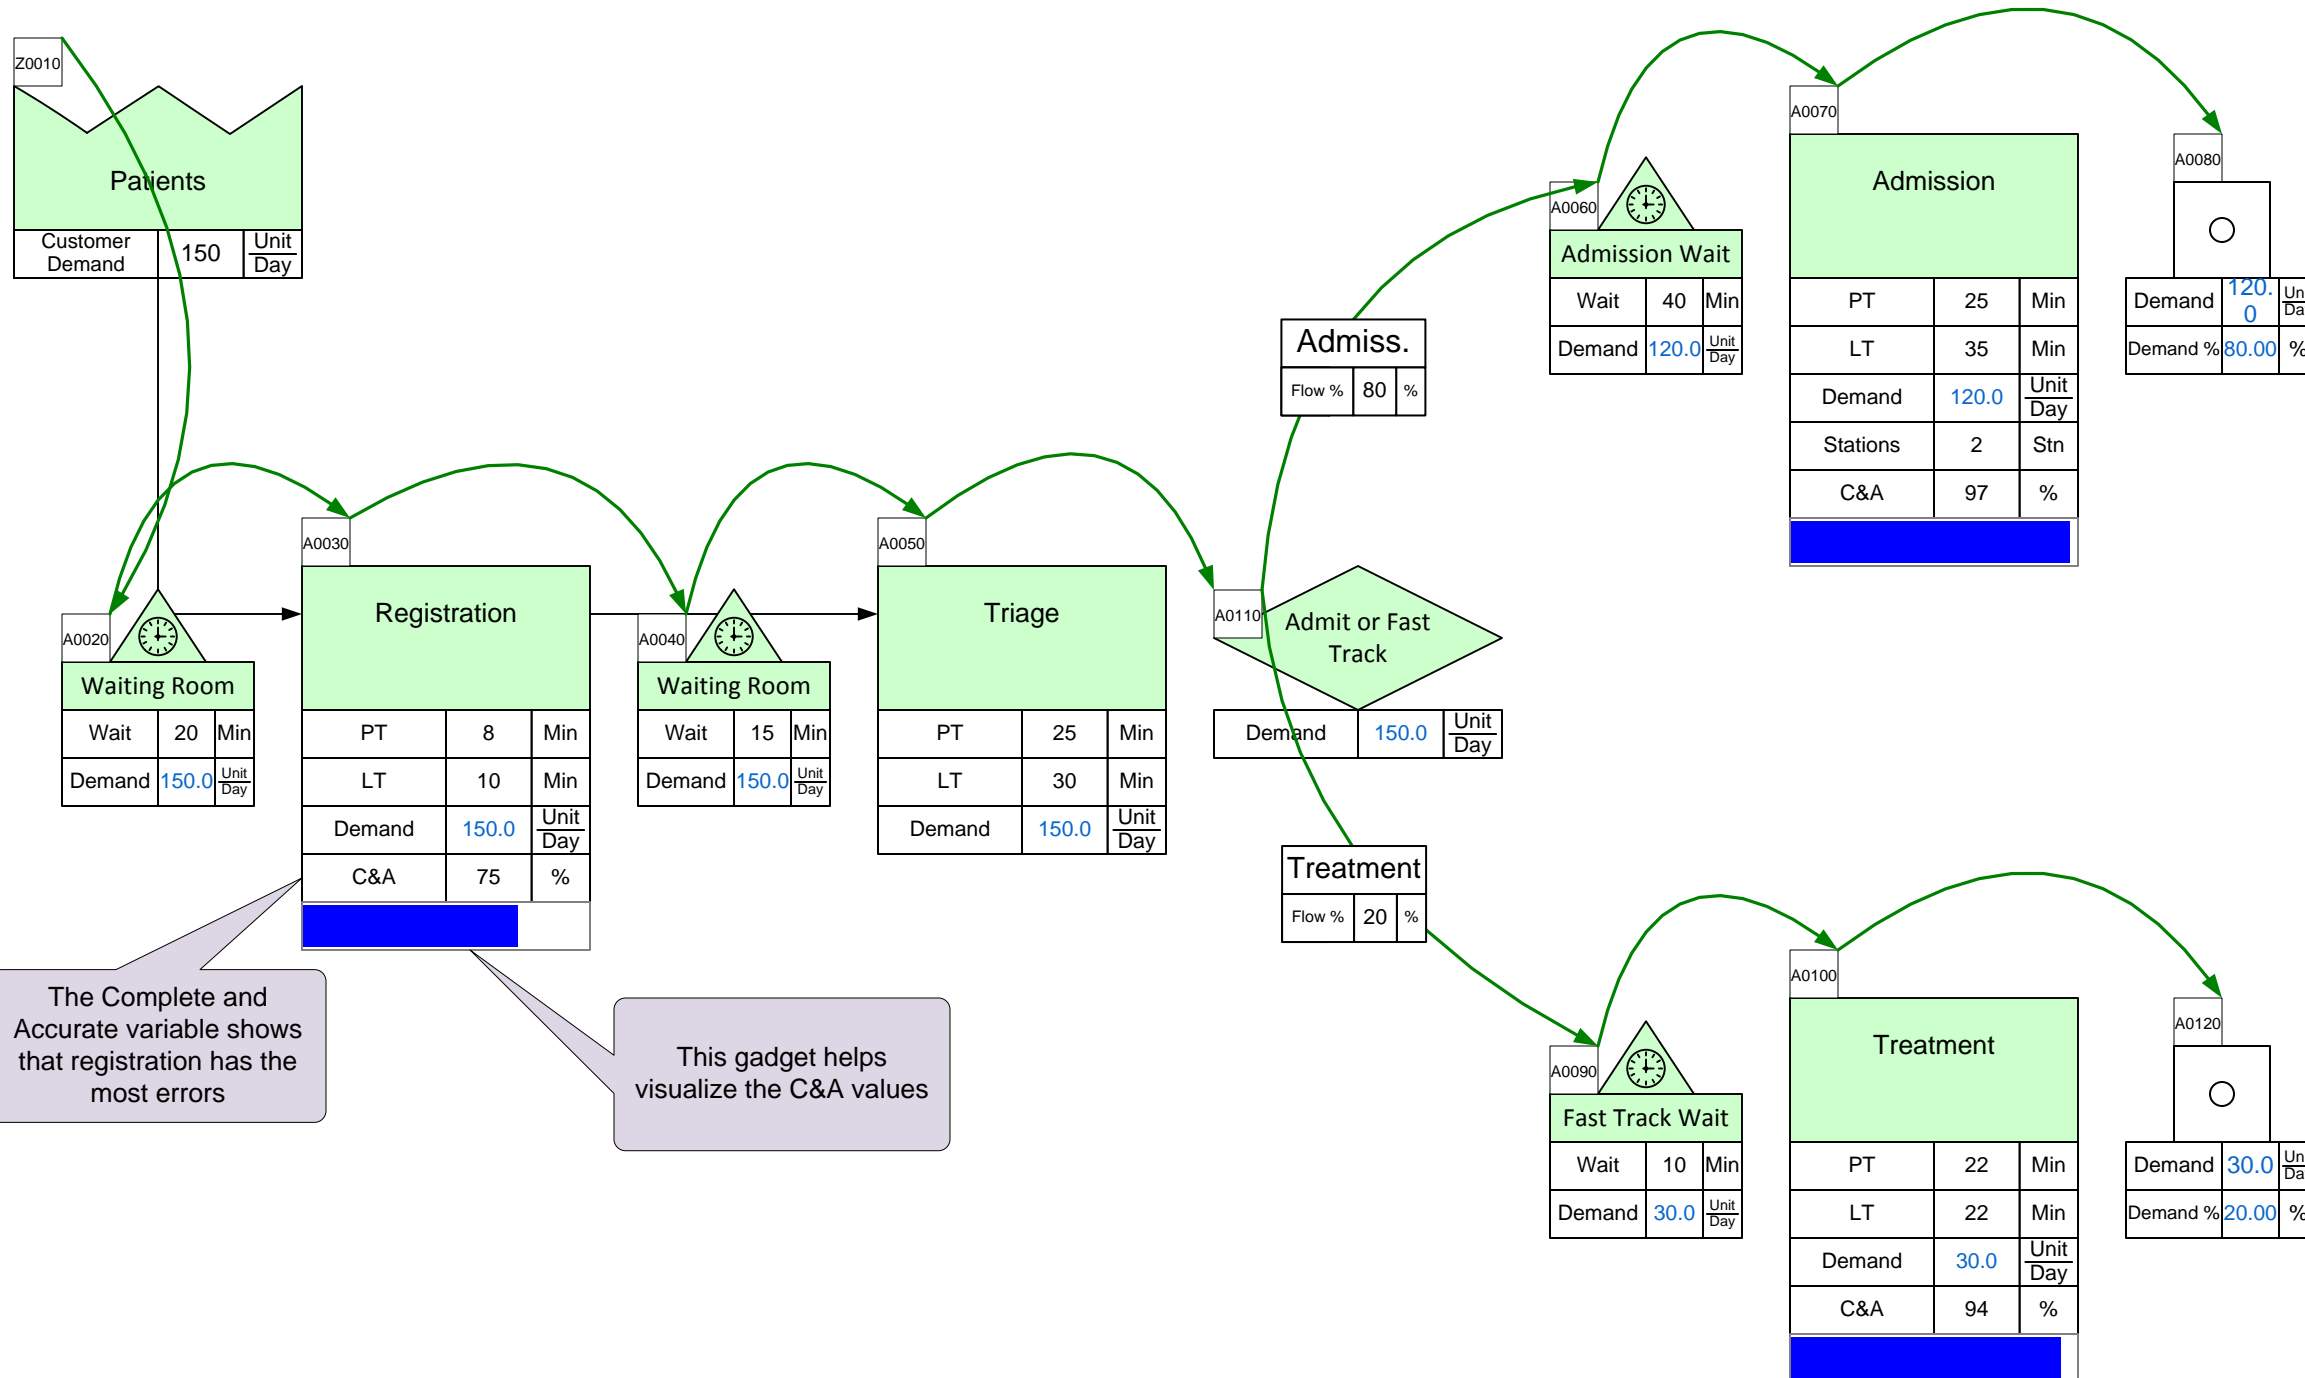 Z0010
Patients
Customer Demand 150 Unit Day
A0020
Waiting Room
Wait 20 Min
Demand 150.0 Unit Day
A0030
Registration
PT 8 Min
LT 10 Min
Demand 150.0 Unit Day
C&A 75 %
The Complete and
Accurate variable shows
that registration has the
most errors
This gadget helps
visualize the C&A values
A0040
Waiting Room
Wait 15 Min
Demand 150.0 Unit Day
A0050
Triage
PT 25 Min
LT 30 Min
Demand 150.0 Unit Day
A0110
Admit or Fast
Track
Demand 150.0 Unit Day
Admiss.
Flow % 80 %
Treatment
Flow % 20 %
A0060
Admission Wait
Wait 40 Min
Demand 120.0 Unit Day
A0070
Admission
PT 25 Min
LT 35 Min
Demand 120.0 Unit Day
Stations 2 Stn
C&A 97 %
A0080
Demand 120.0
Demand % 80.00 %
A0090
Fast Track Wait
Wait 10 Min
Demand 30.0 Unit Day
A0100
Treatment
PT 22 Min
LT 22 Min
Demand 30.0 Unit Day
C&A 94 %
A0120
Demand 30.0
Demand % 20.00 %